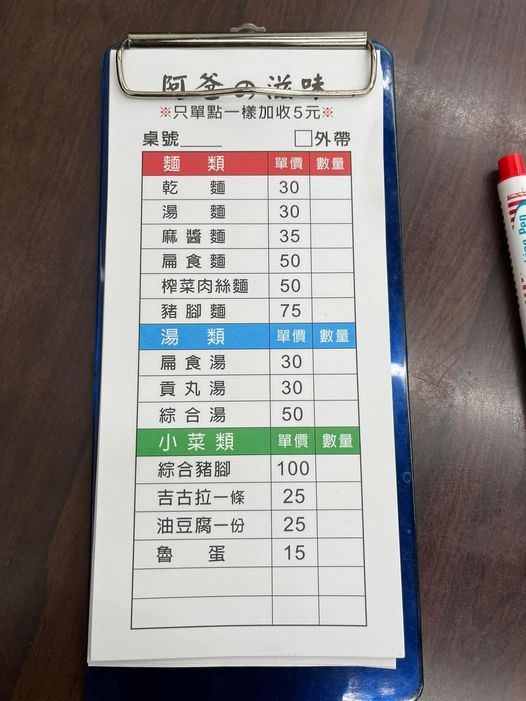 阿爸の滋味
※只單點一樣加收5元※
桌號____ □外帶
麵類 單價 數量
乾麵 30
湯麵 30
麻醬麵 35
扁食麵 50
榨菜肉絲麵 50
豬腳麵 75
湯類 單價 數量
扁食湯 30
貢丸湯 30
綜合湯 50
小菜類 單價 數量
綜合豬腳 100
吉古拉一條 25
油豆腐一份 25
魯蛋 15